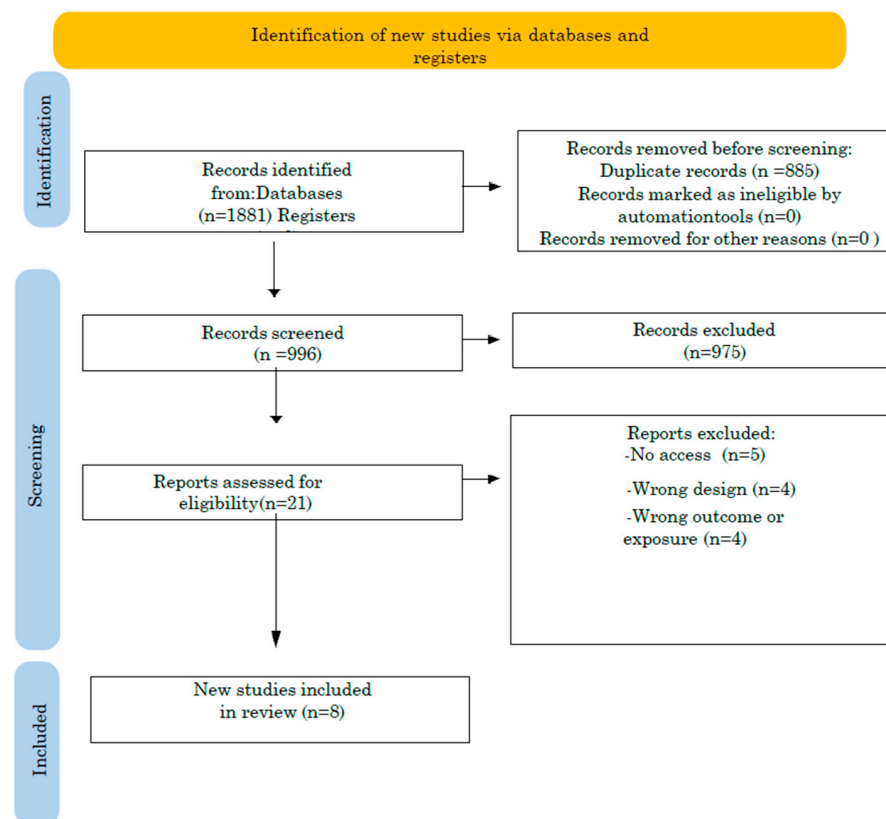 Identification of new studies via databases and
registers
Identification
Records identified
from:Databases
(n=1881) Registers
Records removed before screening:
Duplicate records (n =885)
Records marked as ineligible by
automationtools (n=0)
Records removed for other reasons (n=0 )
Screening
Records screened
(n =996)
Records excluded
(n=975)
Reports assessed for
eligibility(n=21)
Reports excluded:
-No access (n=5)
-Wrong design (n=4)
-Wrong outcome or
exposure (n=4)
Included
New studies included
in review (n=8)